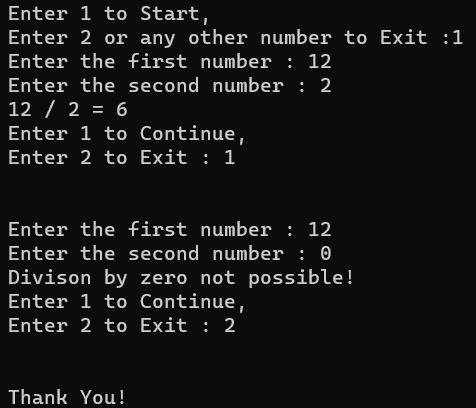 Enter 1 to Start,
Enter 2 or any other number to Exit :1
Enter the first number : 12
Enter the second number : 2
12 / 2 = 6
Enter 1 to Continue,
Enter 2 to Exit : 1
Enter the first number : 12
Enter the second number : 0
Divison by zero not possible!
Enter 1 to Continue,
Enter 2 to Exit : 2
Thank You!